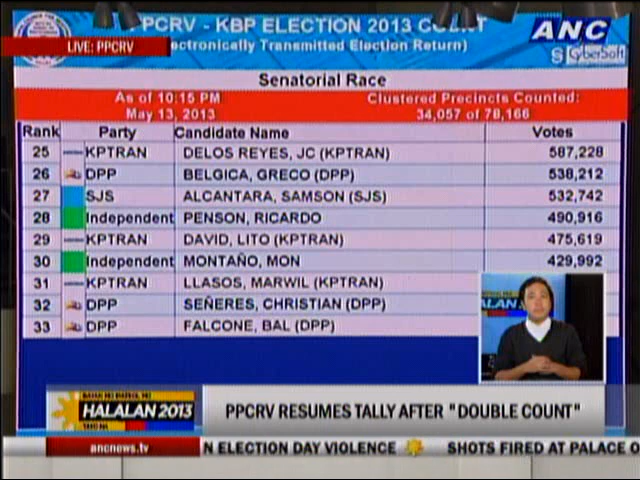 PPCRV - KBP ELECTION 2013 COUNT
ANC
LIVE: PPCRV
(Electronically Transmitted Election Return)
CyberSoft
Senatorial Race
As of 10:15 PM
May 13, 2013
Clustered Precincts Counted:
34,057 of 78,166
Rank Party Candidate Name Votes
25 KPTRAN DELOS REYES, JC (KPTRAN) 587,228
26 DPP BELGICA, GRECO (DPP) 538,212
27 SJS ALCANTARA, SAMSON (SJS) 532,742
28 Independent PENSON, RICARDO 490,916
29 KPTRAN DAVID, LITO (KPTRAN) 475,619
30 Independent MONTAÑO, MON 429,992
31 KPTRAN LLASOS, MARWIL (KPTRAN)
32 DPP SEÑERES, CHRISTIAN (DPP)
33 DPP FALCONE, BAL (DPP)
HALALAN 2013
PPCRV RESUMES TALLY AFTER "DOUBLE COUNT"
ancnews.tv
N ELECTION DAY VIOLENCE SHOTS FIRED AT PALACE O